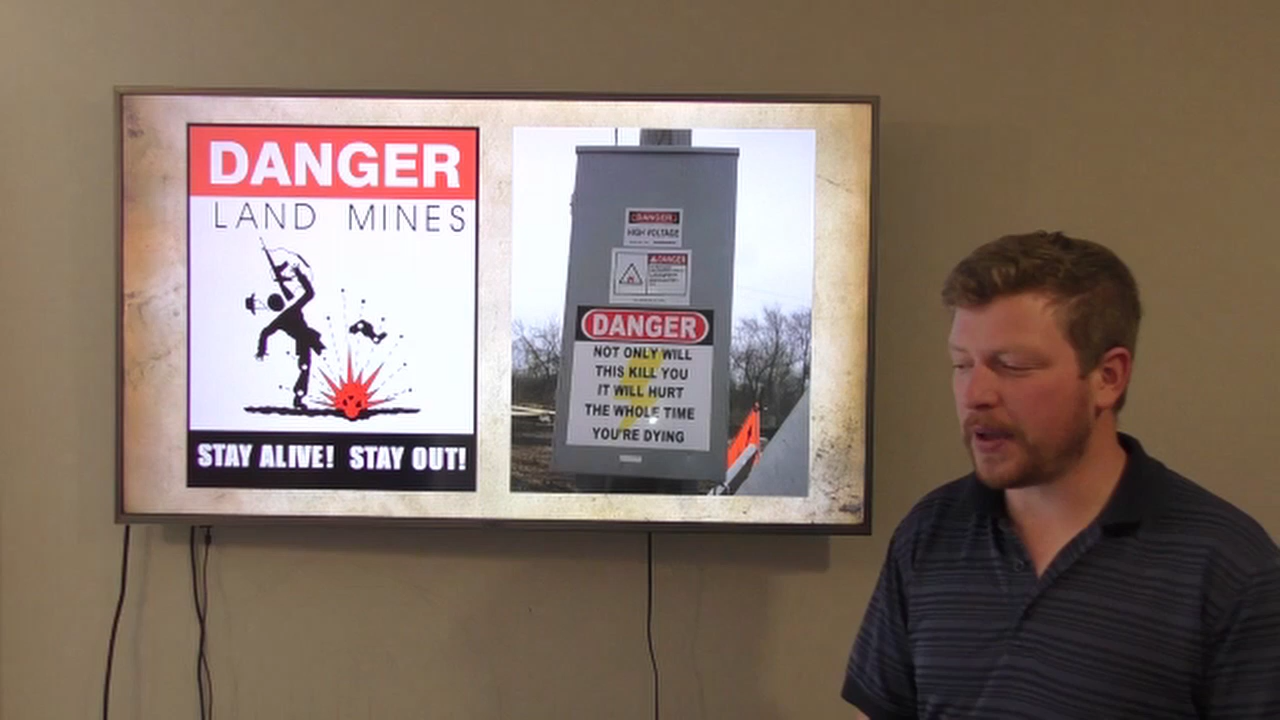 DANGER
LAND MINES
STAY ALIVE! STAY OUT!
DANGER
HIGH VOLTAGE
DANGER
DANGER
NOT ONLY WILL
THIS KILL YOU
IT WILL HURT
THE WHOLE TIME
YOU'RE DYING